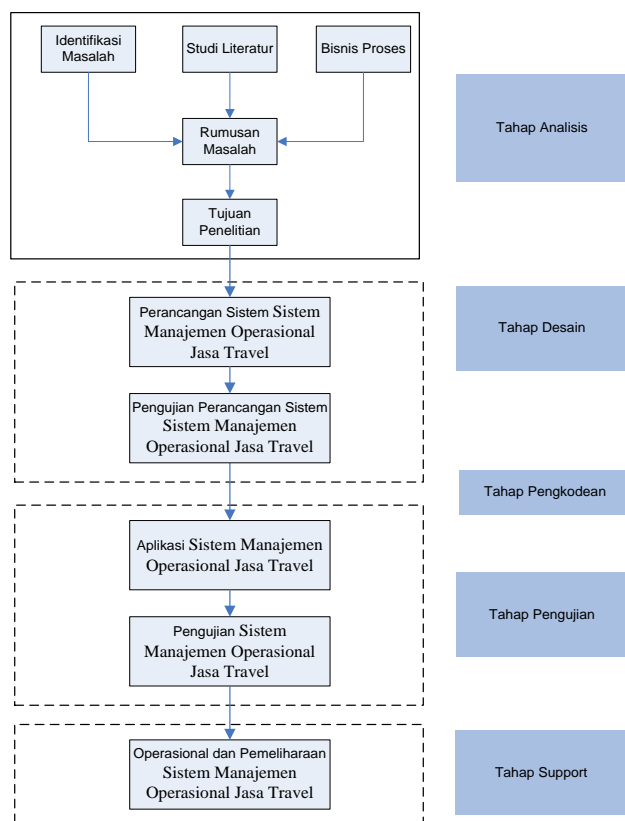 Identifikasi
Masalah
Studi Literatur
Bisnis Proses
Rumusan
Masalah
Tujuan
Penelitian
Tahap Analisis
Perancangan Sistem Sistem
Manajemen Operasional
Jasa Travel
Tahap Desain
Pengujian Perancangan Sistem
Sistem Manajemen
Operasional Jasa Travel
Tahap Pengkodean
Aplikasi Sistem Manajemen
Operasional Jasa Travel
Pengujian Sistem
Manajemen Operasional
Jasa Travel
Tahap Pengujian
Operasional dan Pemeliharaan
Sistem Manajemen
Operasional Jasa Travel
Tahap Support